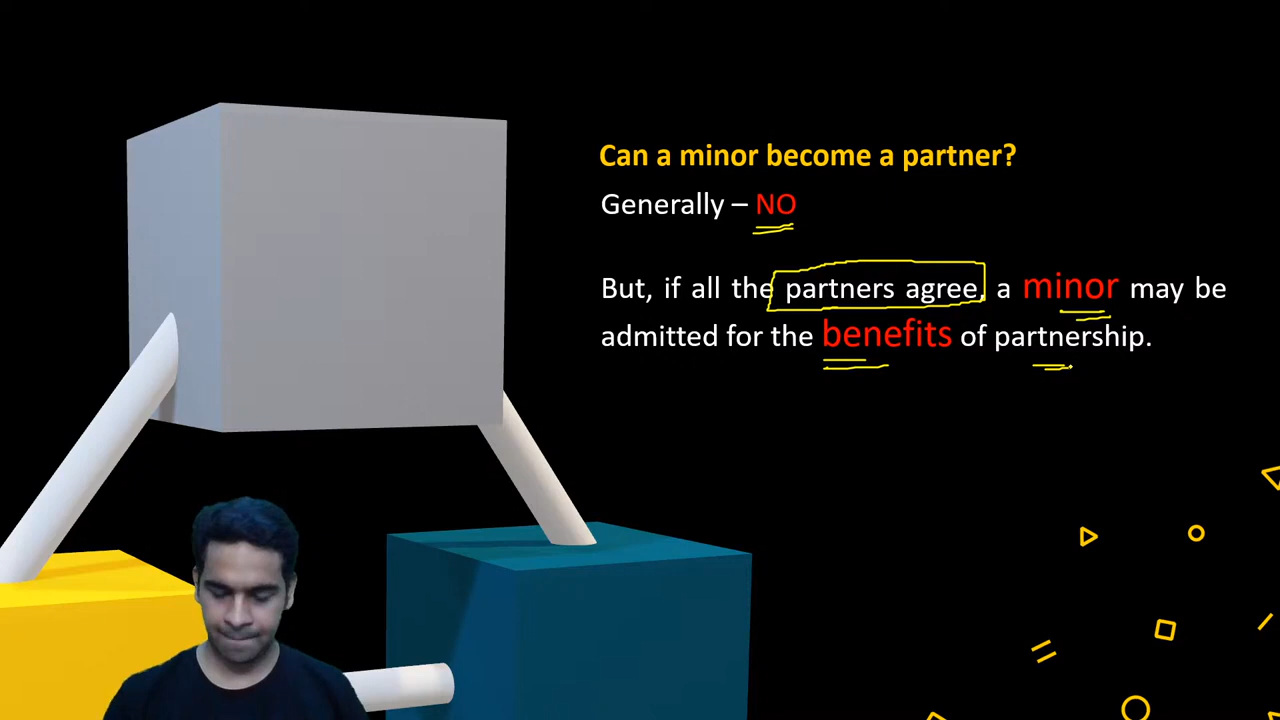 Can a minor become a partner?
Generally – NO
But, if all the partners agree, a minor may be
admitted for the benefits of partnership.